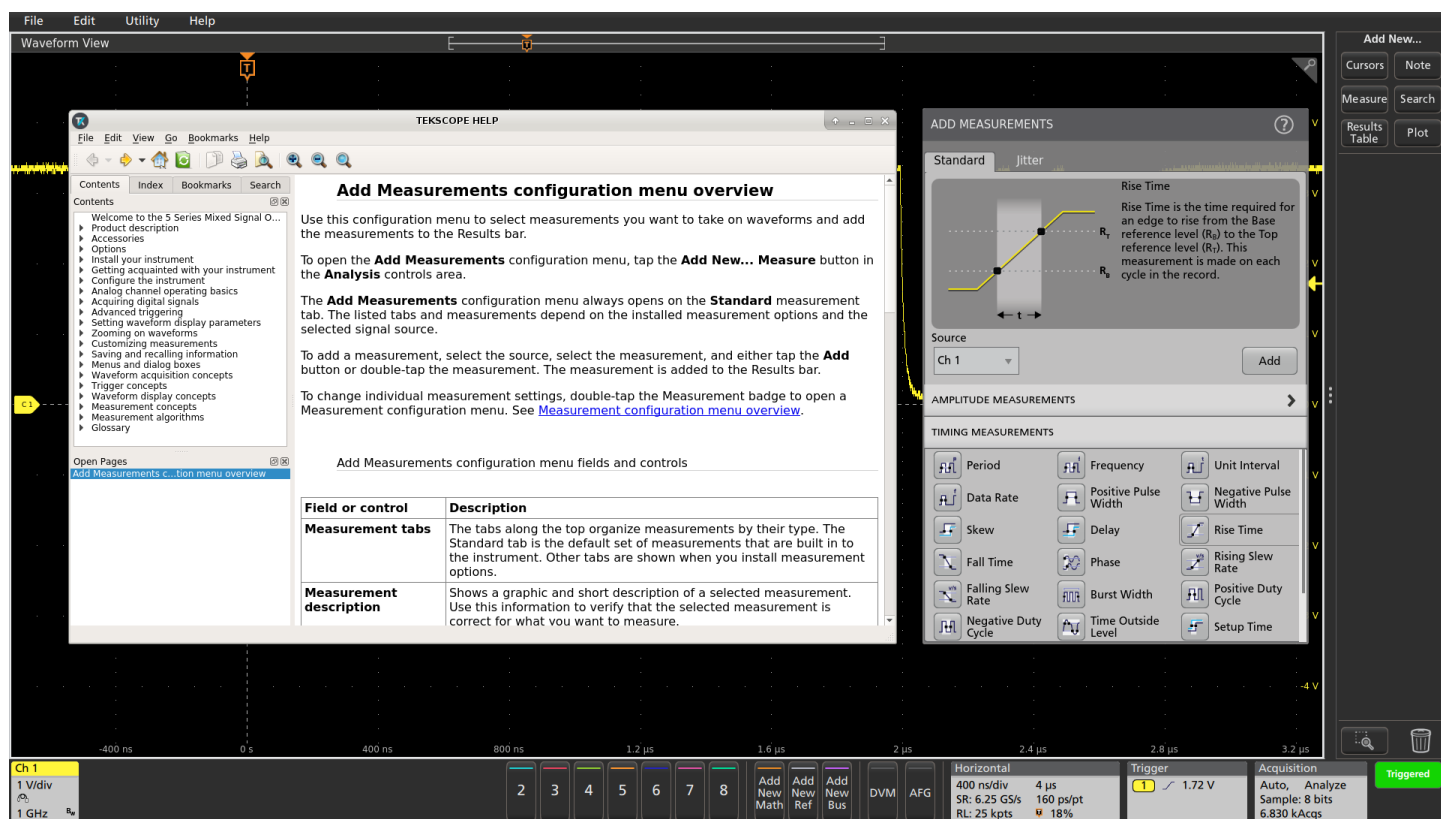 File Edit Utility Help
Waveform View
T
T
Add New...
Cursors Note
Measure Search
Results Table Plot
TEKSCOPE HELP
File Edit View Go Bookmarks Help
Contents Index Bookmarks Search
Contents
Welcome to the 5 Series Mixed Signal O...
Product description
Accessories
Options
Install your instrument
Getting acquainted with your instrument
Configure the instrument
Analog channel operating basics
Acquiring digital signals
Advanced triggering
Setting waveform display parameters
Zooming on waveforms
Customizing measurements
Saving and recalling information
Menus and dialog boxes
Waveform acquisition concepts
Trigger concepts
Waveform display concepts
Measurement concepts
Measurement algorithms
Glossary
Open Pages
Add Measurements c...tion menu overview
Add Measurements configuration menu overview
Use this configuration menu to select measurements you want to take on waveforms and add
the measurements to the Results bar.
To open the Add Measurements configuration menu, tap the Add New... Measure button in
the Analysis controls area.
The Add Measurements configuration menu always opens on the Standard measurement
tab. The listed tabs and measurements depend on the installed measurement options and the
selected signal source.
To add a measurement, select the source, select the measurement, and either tap the Add
button or double-tap the measurement. The measurement is added to the Results bar.
To change individual measurement settings, double-tap the Measurement badge to open a
Measurement configuration menu. See Measurement configuration menu overview.
Add Measurements configuration menu fields and controls
Field or control Description
Measurement tabs The tabs along the top organize measurements by their type. The
Standard tab is the default set of measurements that are built in to
the instrument. Other tabs are shown when you install measurement
options.
Measurement Shows a graphic and short description of a selected measurement.
description Use this information to verify that the selected measurement is
correct for what you want to measure.
ADD MEASUREMENTS ?
Standard Jitter
Rise Time
Rise Time is the time required for
an edge to rise from the Base
reference level (RB) to the Top
reference level (RT). This
measurement is made on each
cycle in the record.
RT
RB
t
Source
Ch 1 Add
AMPLITUDE MEASUREMENTS
TIMING MEASUREMENTS
Period Frequency Unit Interval
Data Rate Positive Pulse Width Negative Pulse Width
Skew Delay Rise Time
Fall Time Phase Rising Slew Rate
Falling Slew Rate Burst Width Positive Duty Cycle
Negative Duty Cycle Time Outside Level Setup Time
C1
V
V
V
V
V
V
V
V
-4 V
-400 ns 0 s 400 ns 800 ns 1.2 µs 1.6 µs 2 µs 2.4 µs 2.8 µs 3.2 µs
Ch 1
1 V/div
1 GHz BW
2 3 4 5 6 7 8
Add New Math Add New Ref Add New Bus DVM AFG
Horizontal
400 ns/div 4 µs
SR: 6.25 GS/s 160 ps/pt
RL: 25 kpts 18%
Trigger
1 1.72 V
Acquisition
Auto, Analyze
Sample: 8 bits
6.830 kAcqs
Triggered